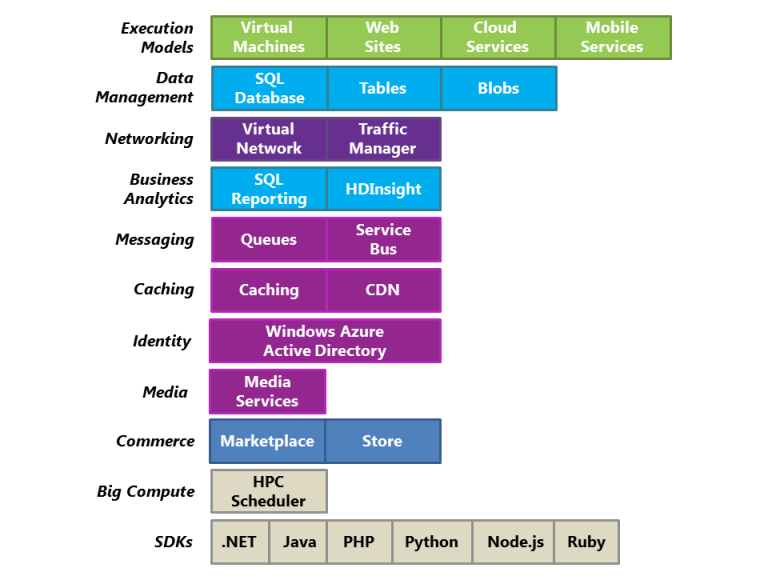 Execution
Models
Virtual
Machines
Web
Sites
Cloud
Services
Mobile
Services
Data
Management
SQL
Database
Tables
Blobs
Networking
Virtual
Network
Traffic
Manager
Business
Analytics
SQL
Reporting
HDInsight
Messaging
Queues
Service
Bus
Caching
Caching
CDN
Identity
Windows Azure
Active Directory
Media
Media
Services
Commerce
Marketplace
Store
Big Compute
HPC
Scheduler
SDKs
.NET
Java
PHP
Python
Node.js
Ruby